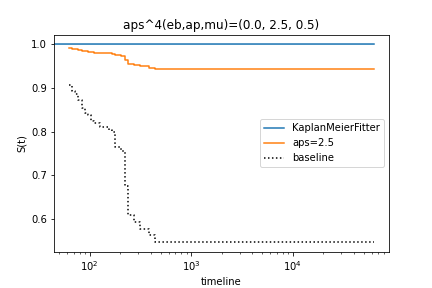 aps^4(eb,ap,mu)=(0.0, 2.5, 0.5)
1.0
0.9
0.8
0.7
0.6
S(t)
KaplanMeierFitter
aps=2.5
baseline
10² 10³ 10⁴
timeline